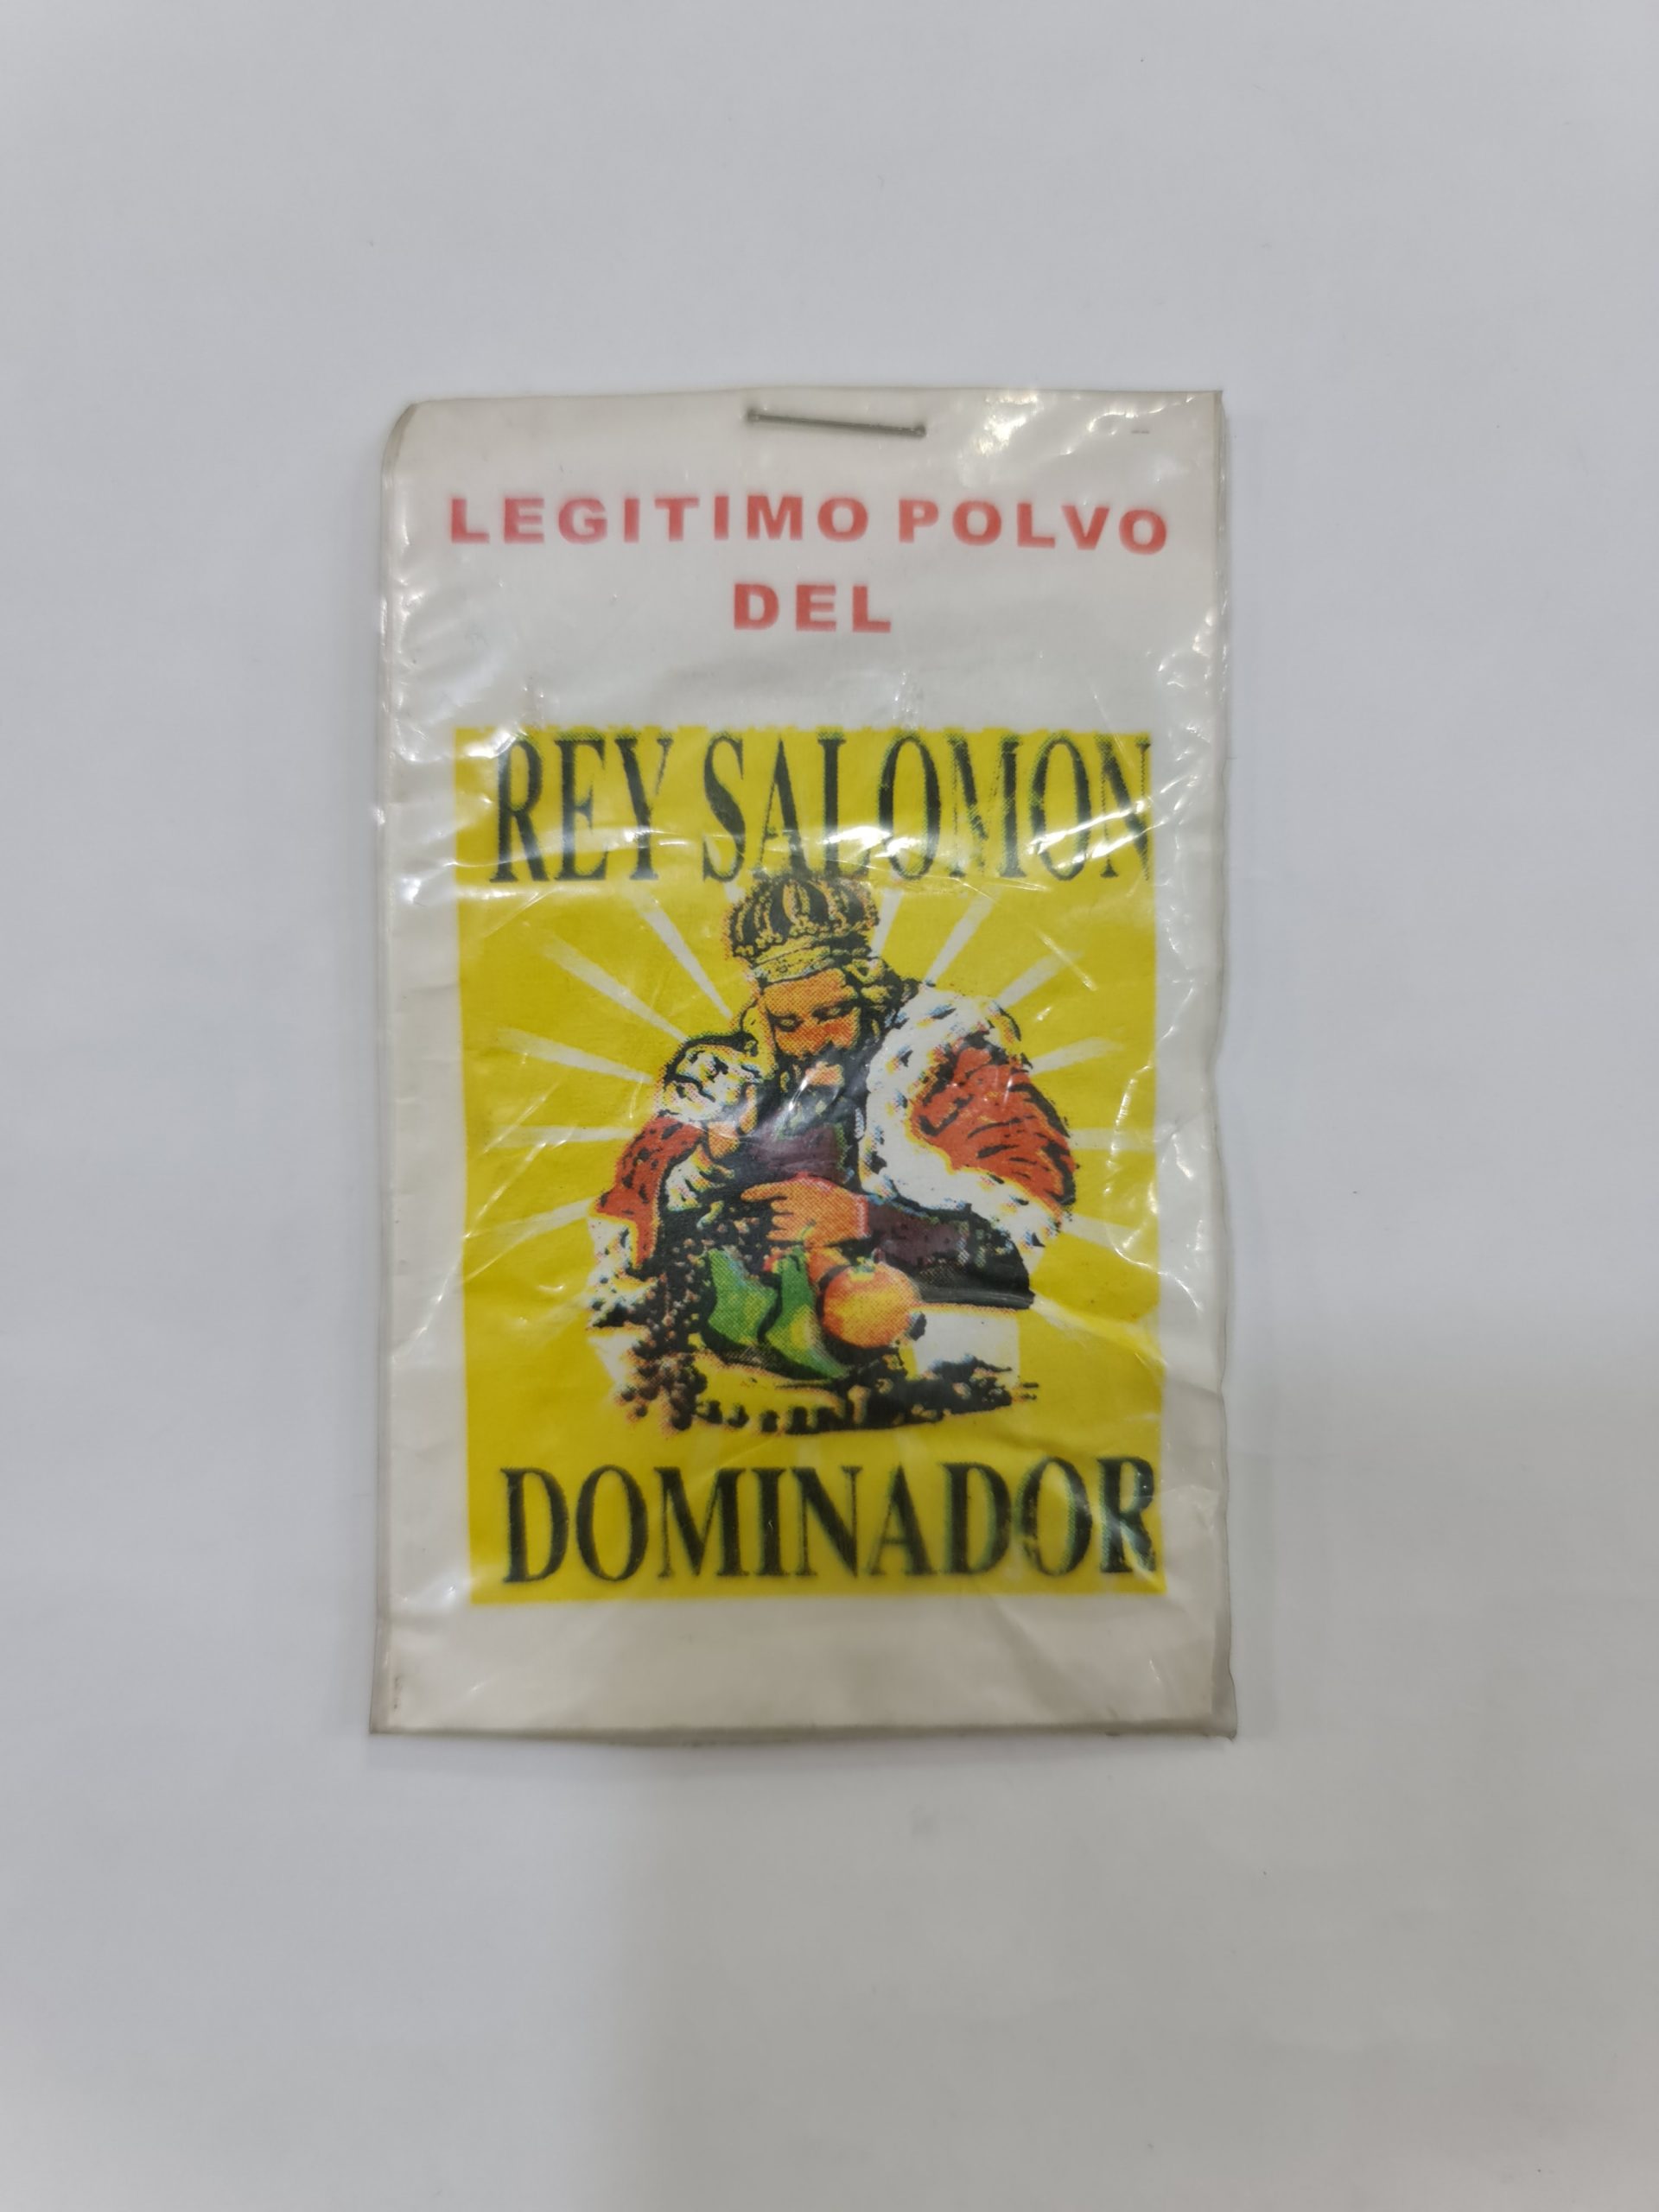 LEGITIMO POLVO
DEL
REY SALOMON
DOMINADOR